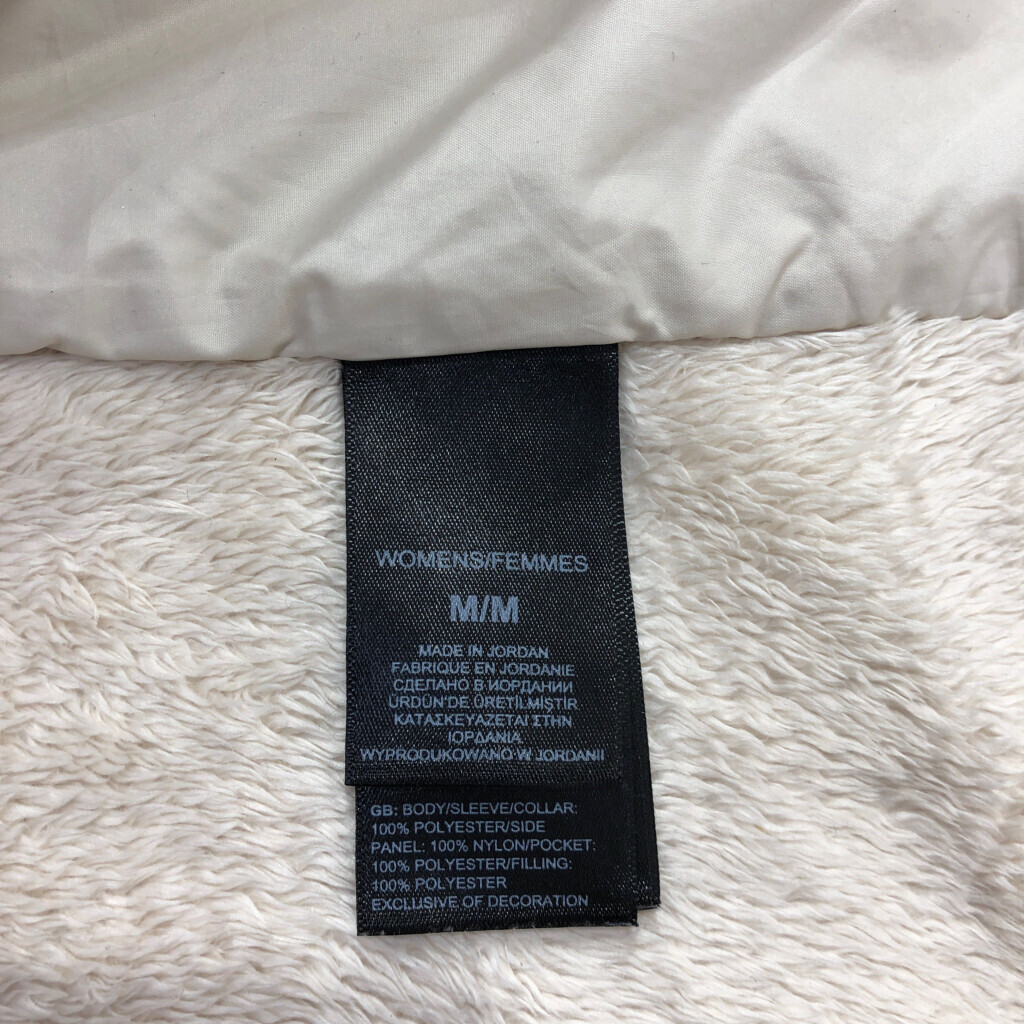 WOMENS/FEMMES
M/M
MADE IN JORDAN
FABRIQUE EN JORDANIE
СДЕЛАНО В ИОРДАНИИ
ÜRDÜN'DE ÜRETİLMİŞTİR
ΚΑΤΑΣΚΕΥΑΖΕΤΑΙ ΣΤΗΝ
ΙΟΡΔΑΝΙΑ
WYPRODUKOWANO W JORDANII
GB: BODY/SLEEVE/COLLAR:
100% POLYESTER/SIDE
PANEL: 100% NYLON/POCKET:
100% POLYESTER/FILLING:
100% POLYESTER
EXCLUSIVE OF DECORATION